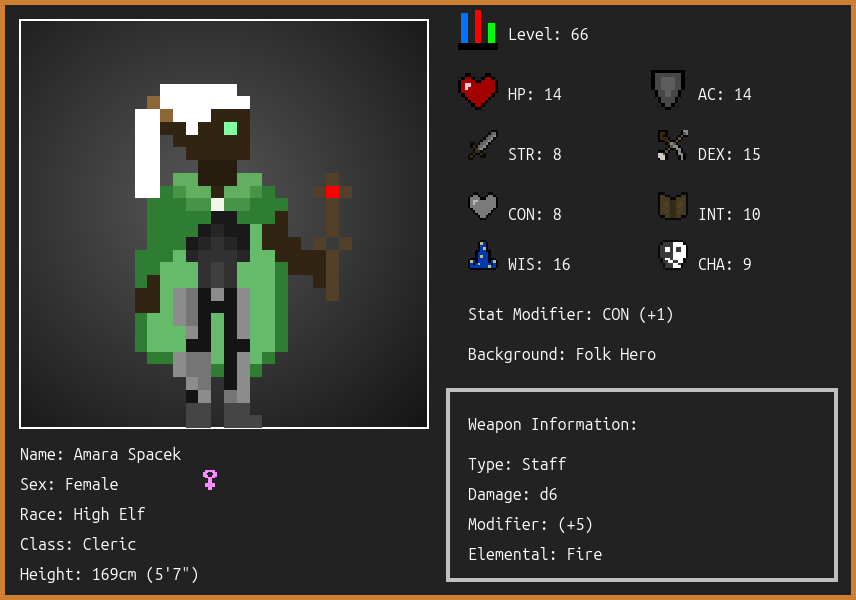 Level: 66
HP: 14
AC: 14
STR: 8
DEX: 15
CON: 8
INT: 10
WIS: 16
CHA: 9
Stat Modifier: CON (+1)
Background: Folk Hero
Weapon Information:
Type: Staff
Damage: d6
Modifier: (+5)
Elemental: Fire
Name: Amara Spacek
Sex: Female
Race: High Elf
Class: Cleric
Height: 169cm (5'7")